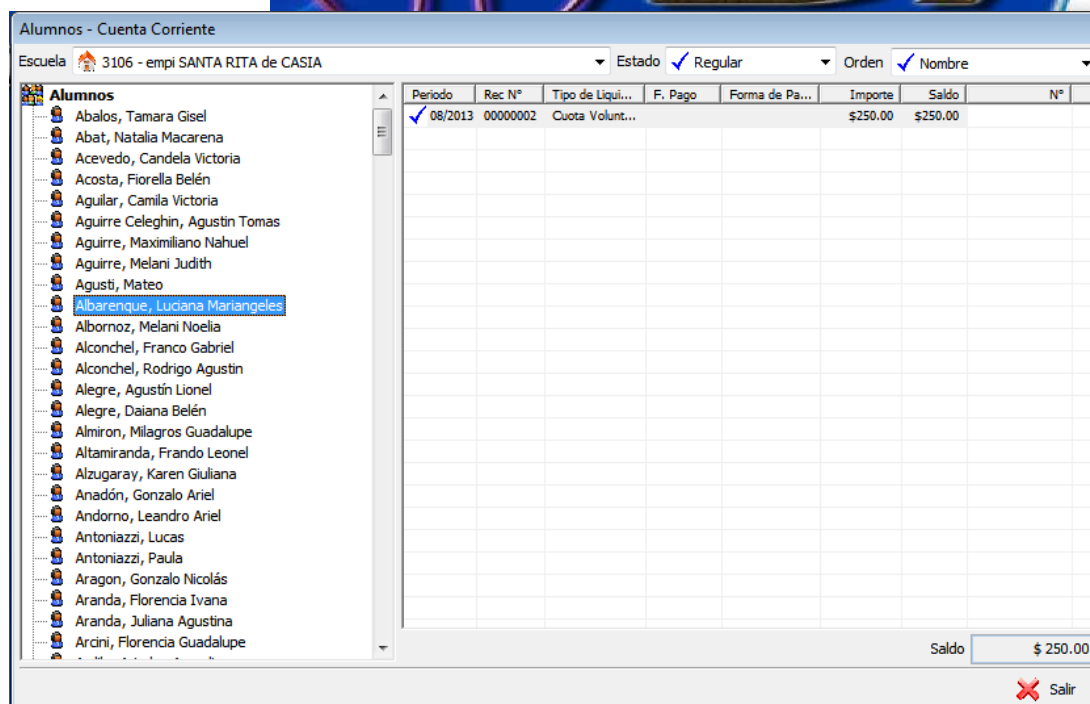 Alumnos - Cuenta Corriente
Escuela 3106 - empi SANTA RITA de CASIA Estado Regular Orden Nombre
Alumnos
Abalos, Tamara Gisel
Abat, Natalia Macarena
Acevedo, Candela Victoria
Acosta, Fiorella Belén
Aguilar, Camila Victoria
Aguirre Celeghin, Agustin Tomas
Aguirre, Maximiliano Nahuel
Aguirre, Melani Judith
Agusti, Mateo
Albarenque, Luciana Mariangeles
Albornoz, Melani Noelia
Alconchel, Franco Gabriel
Alconchel, Rodrigo Agustin
Alegre, Agustín Lionel
Alegre, Daiana Belén
Almiron, Milagros Guadalupe
Altamiranda, Frando Leonel
Alzugaray, Karen Giuliana
Anadón, Gonzalo Ariel
Andorno, Leandro Ariel
Antoniazzi, Lucas
Antoniazzi, Paula
Aragon, Gonzalo Nicolás
Aranda, Florencia Ivana
Aranda, Juliana Agustina
Arcini, Florencia Guadalupe
Periodo Rec N° Tipo de Liqui... F. Pago Forma de Pa... Importe Saldo N°
08/2013 00000002 Cuota Volunt... $250.00 $250.00
Saldo $ 250.00
Salir